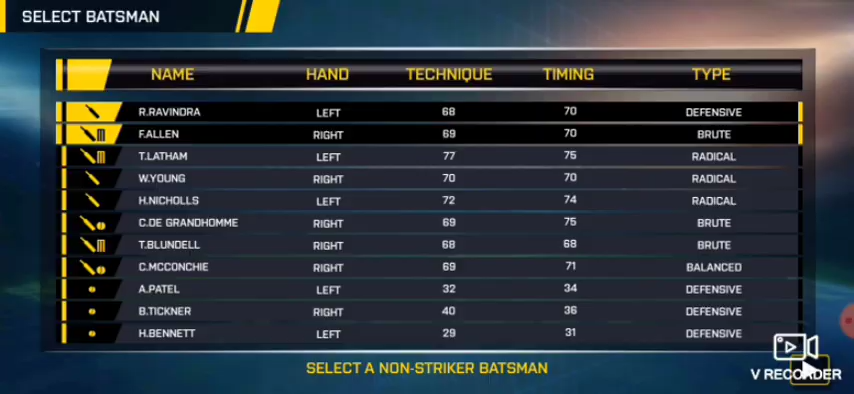 SELECT BATSMAN
NAME HAND TECHNIQUE TIMING TYPE
R.RAVINDRA LEFT 68 70 DEFENSIVE
F.ALLEN RIGHT 69 70 BRUTE
T.LATHAM LEFT 77 75 RADICAL
W.YOUNG RIGHT 70 70 RADICAL
H.NICHOLLS LEFT 72 74 RADICAL
C.DE GRANDHOMME RIGHT 69 75 BRUTE
T.BLUNDELL RIGHT 68 68 BRUTE
C.MCCONCHIE RIGHT 69 71 BALANCED
A.PATEL LEFT 32 34 DEFENSIVE
B.TICKNER RIGHT 40 36 DEFENSIVE
H.BENNETT LEFT 29 31 DEFENSIVE
SELECT A NON-STRIKER BATSMAN
V RECORDER